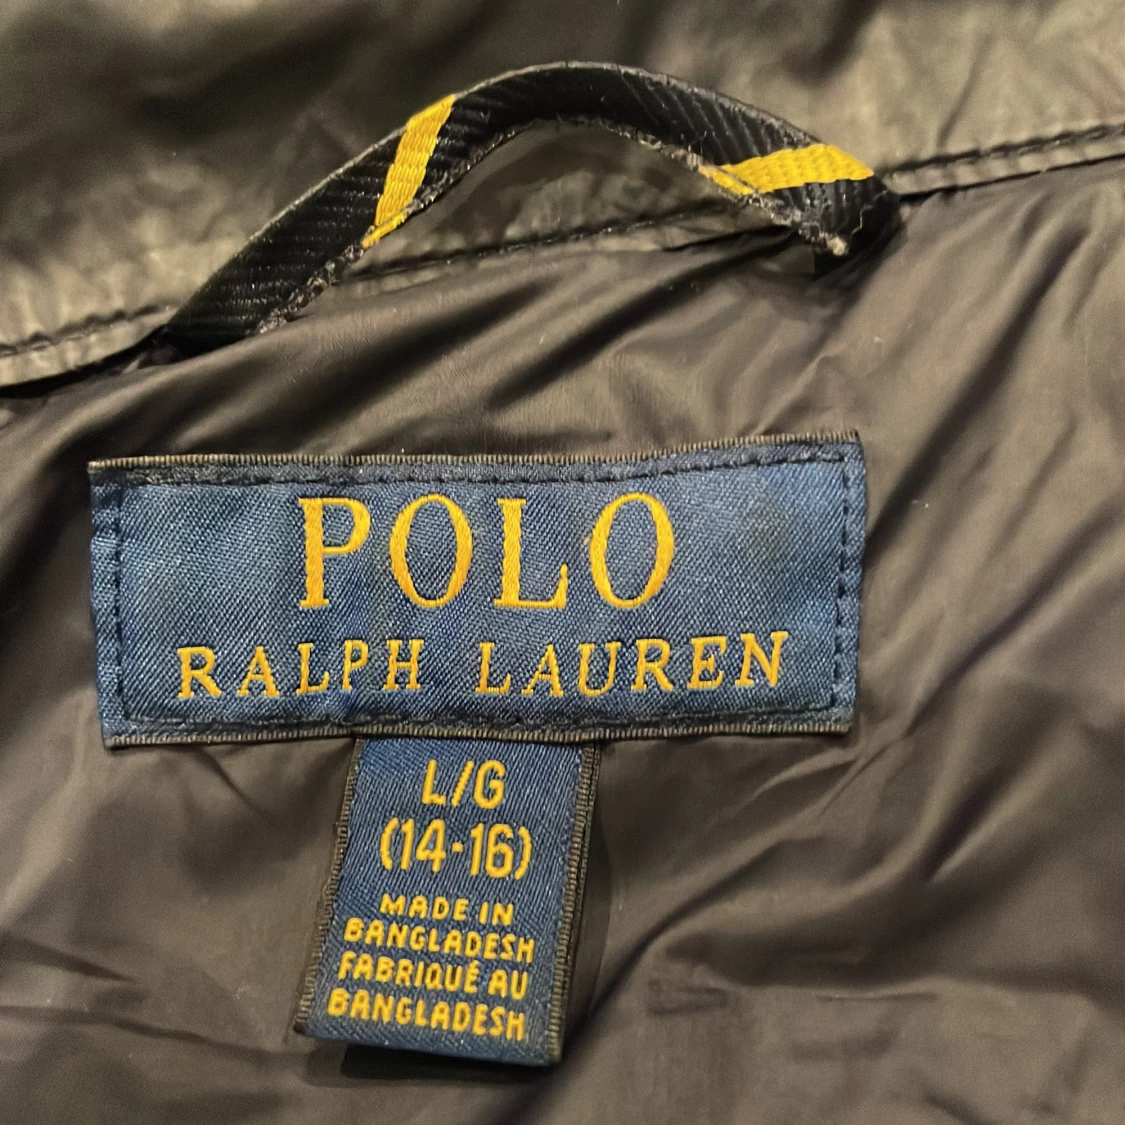 POLO
RALPH LAUREN
L/G
(14-16)
MADE IN
BANGLADESH
FABRIQUÉ AU
BANGLADESH